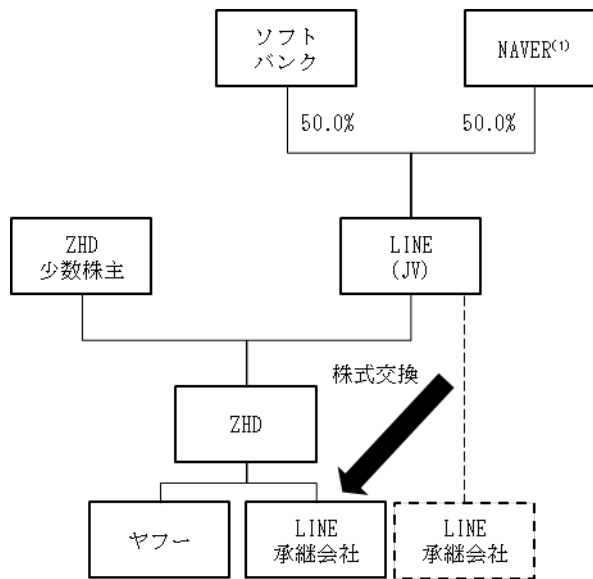 ソフト
バンク
NAVER(1)
50.0%
50.0%
ZHD
少数株主
LINE
(JV)
株式交換
ZHD
ヤフー
LINE
承継会社
LINE
承継会社